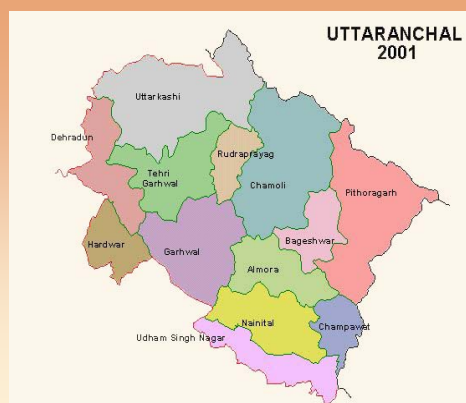 UTTARANCHAL
2001
Uttarkashi
Dehradun
Rudraprayag
Tehri
Garhwal
Chamoli
Pithoragarh
Hardwar
Garhwal
Bageshwar
Almora
Nainital
Champawat
Udham Singh Nagar